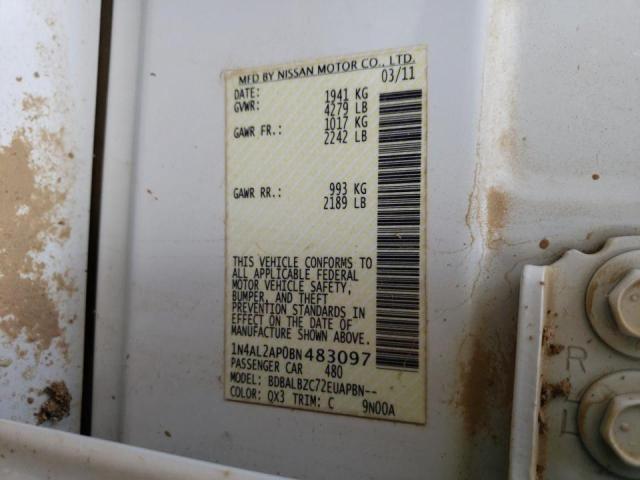 MFD BY NISSAN MOTOR CO., LTD.
03/11
DATE:
GVWR: 1941 KG
4279 LB
GAWR FR.: 1017 KG
2242 LB
GAWR RR.: 993 KG
2189 LB
THIS VEHICLE CONFORMS TO
ALL APPLICABLE FEDERAL
MOTOR VEHICLE SAFETY,
BUMPER, AND THEFT
PREVENTION STANDARDS IN
EFFECT ON THE DATE OF
MANUFACTURE SHOWN ABOVE.
1N4AL2AP0BN 483097
PASSENGER CAR 480
MODEL: BDBALBZC72EUAPBN--
COLOR: QX3 TRIM: C 9N00A
R
L